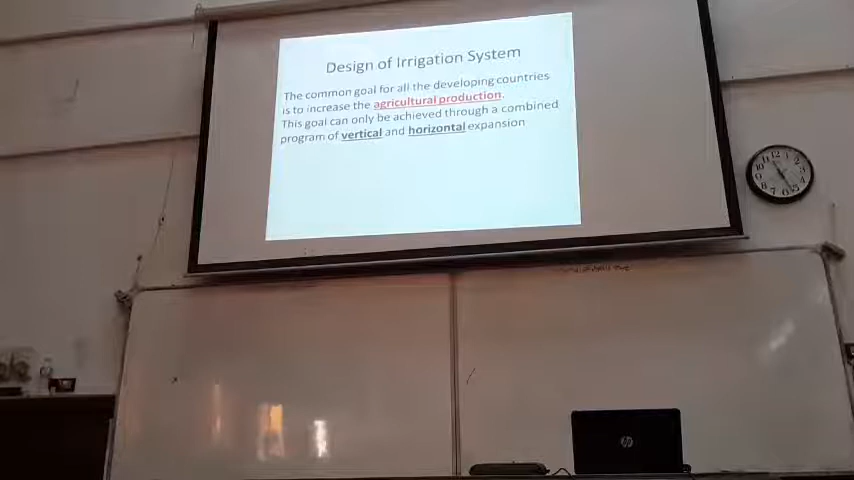 Design of Irrigation System
The common goal for all the developing countries
is to increase the agricultural production.
This goal can only be achieved through a combined
program of vertical and horizontal expansion
hp